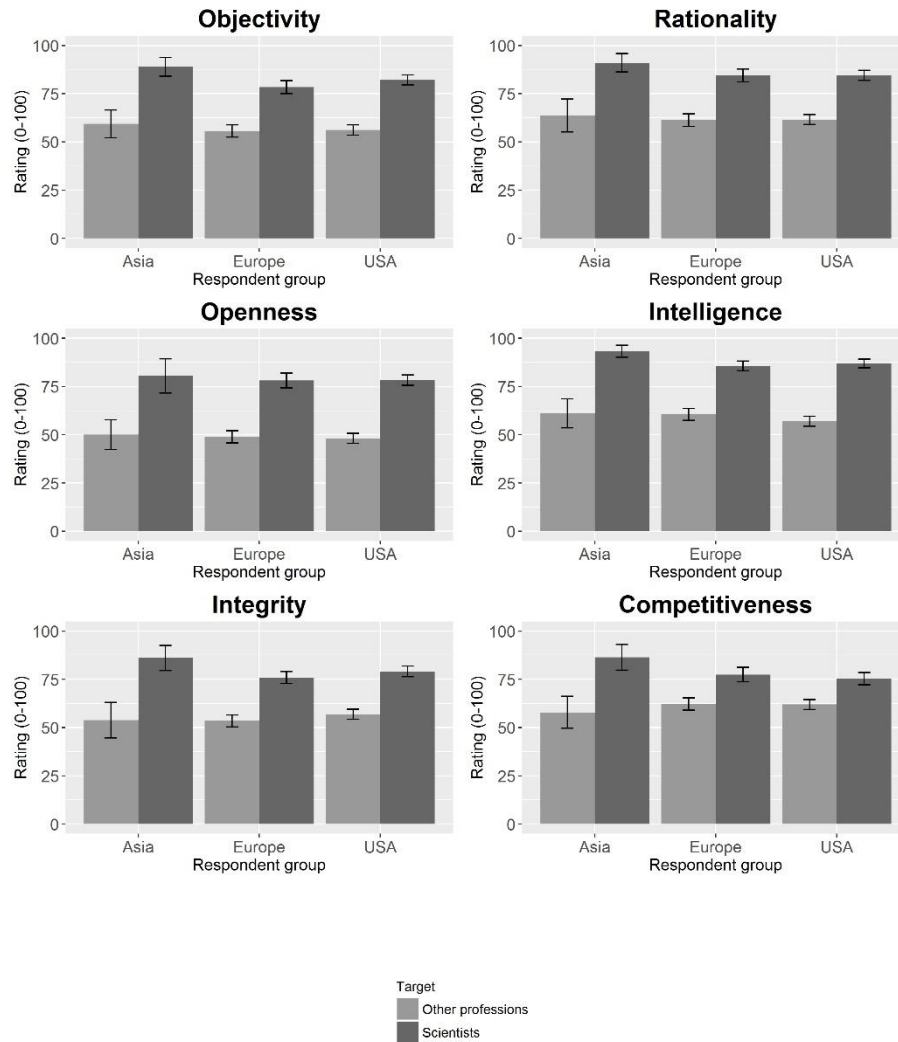 Objectivity
Rating (0-100)
100
75
50
25
0
Asia Europe USA
Respondent group
Rationality
Rating (0-100)
100
75
50
25
0
Asia Europe USA
Respondent group
Openness
Rating (0-100)
100
75
50
25
0
Asia Europe USA
Respondent group
Intelligence
Rating (0-100)
100
75
50
25
0
Asia Europe USA
Respondent group
Integrity
Rating (0-100)
100
75
50
25
0
Asia Europe USA
Respondent group
Competitiveness
Rating (0-100)
100
75
50
25
0
Asia Europe USA
Respondent group
Target
Other professions
Scientists